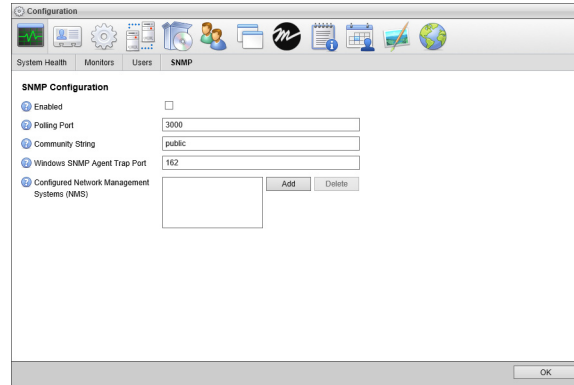 Configuration
System Health Monitors Users SNMP
SNMP Configuration
Enabled
Polling Port 3000
Community String public
Windows SNMP Agent Trap Port 162
Configured Network Management Add Delete
Systems (NMS)
OK